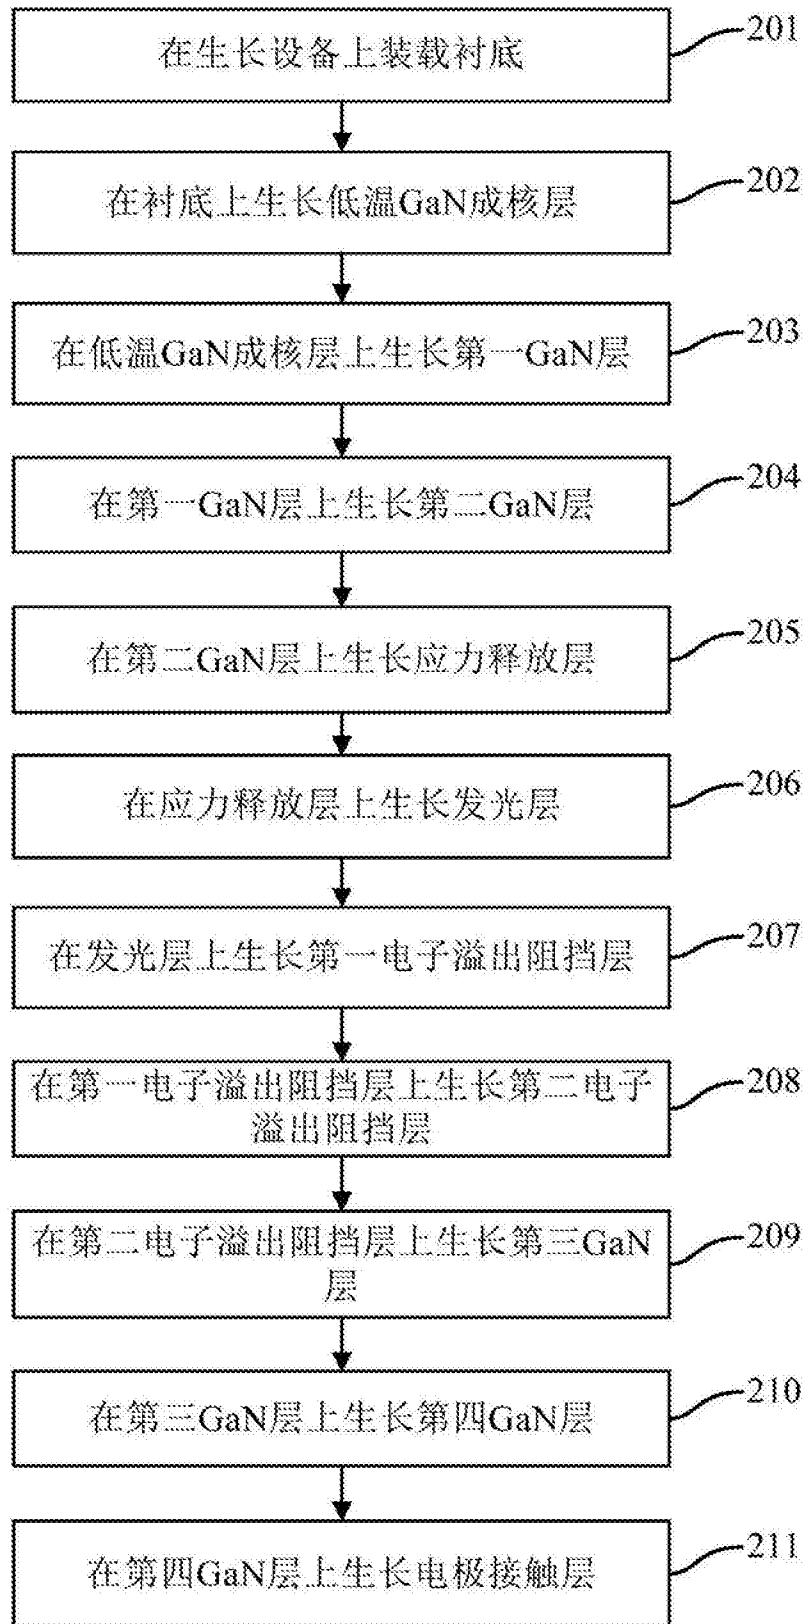 在生长设备上装载衬底
201
在衬底上生长低温GaN成核层
202
在低温GaN成核层上生长第一GaN层
203
在第一GaN层上生长第二GaN层
204
在第二GaN层上生长应力释放层
205
在应力释放层上生长发光层
206
在发光层上生长第一电子溢出阻挡层
207
在第一电子溢出阻挡层上生长第二电子
溢出阻挡层
208
在第二电子溢出阻挡层上生长第三GaN
层
209
在第三GaN层上生长第四GaN层
210
在第四GaN层上生长电极接触层
211